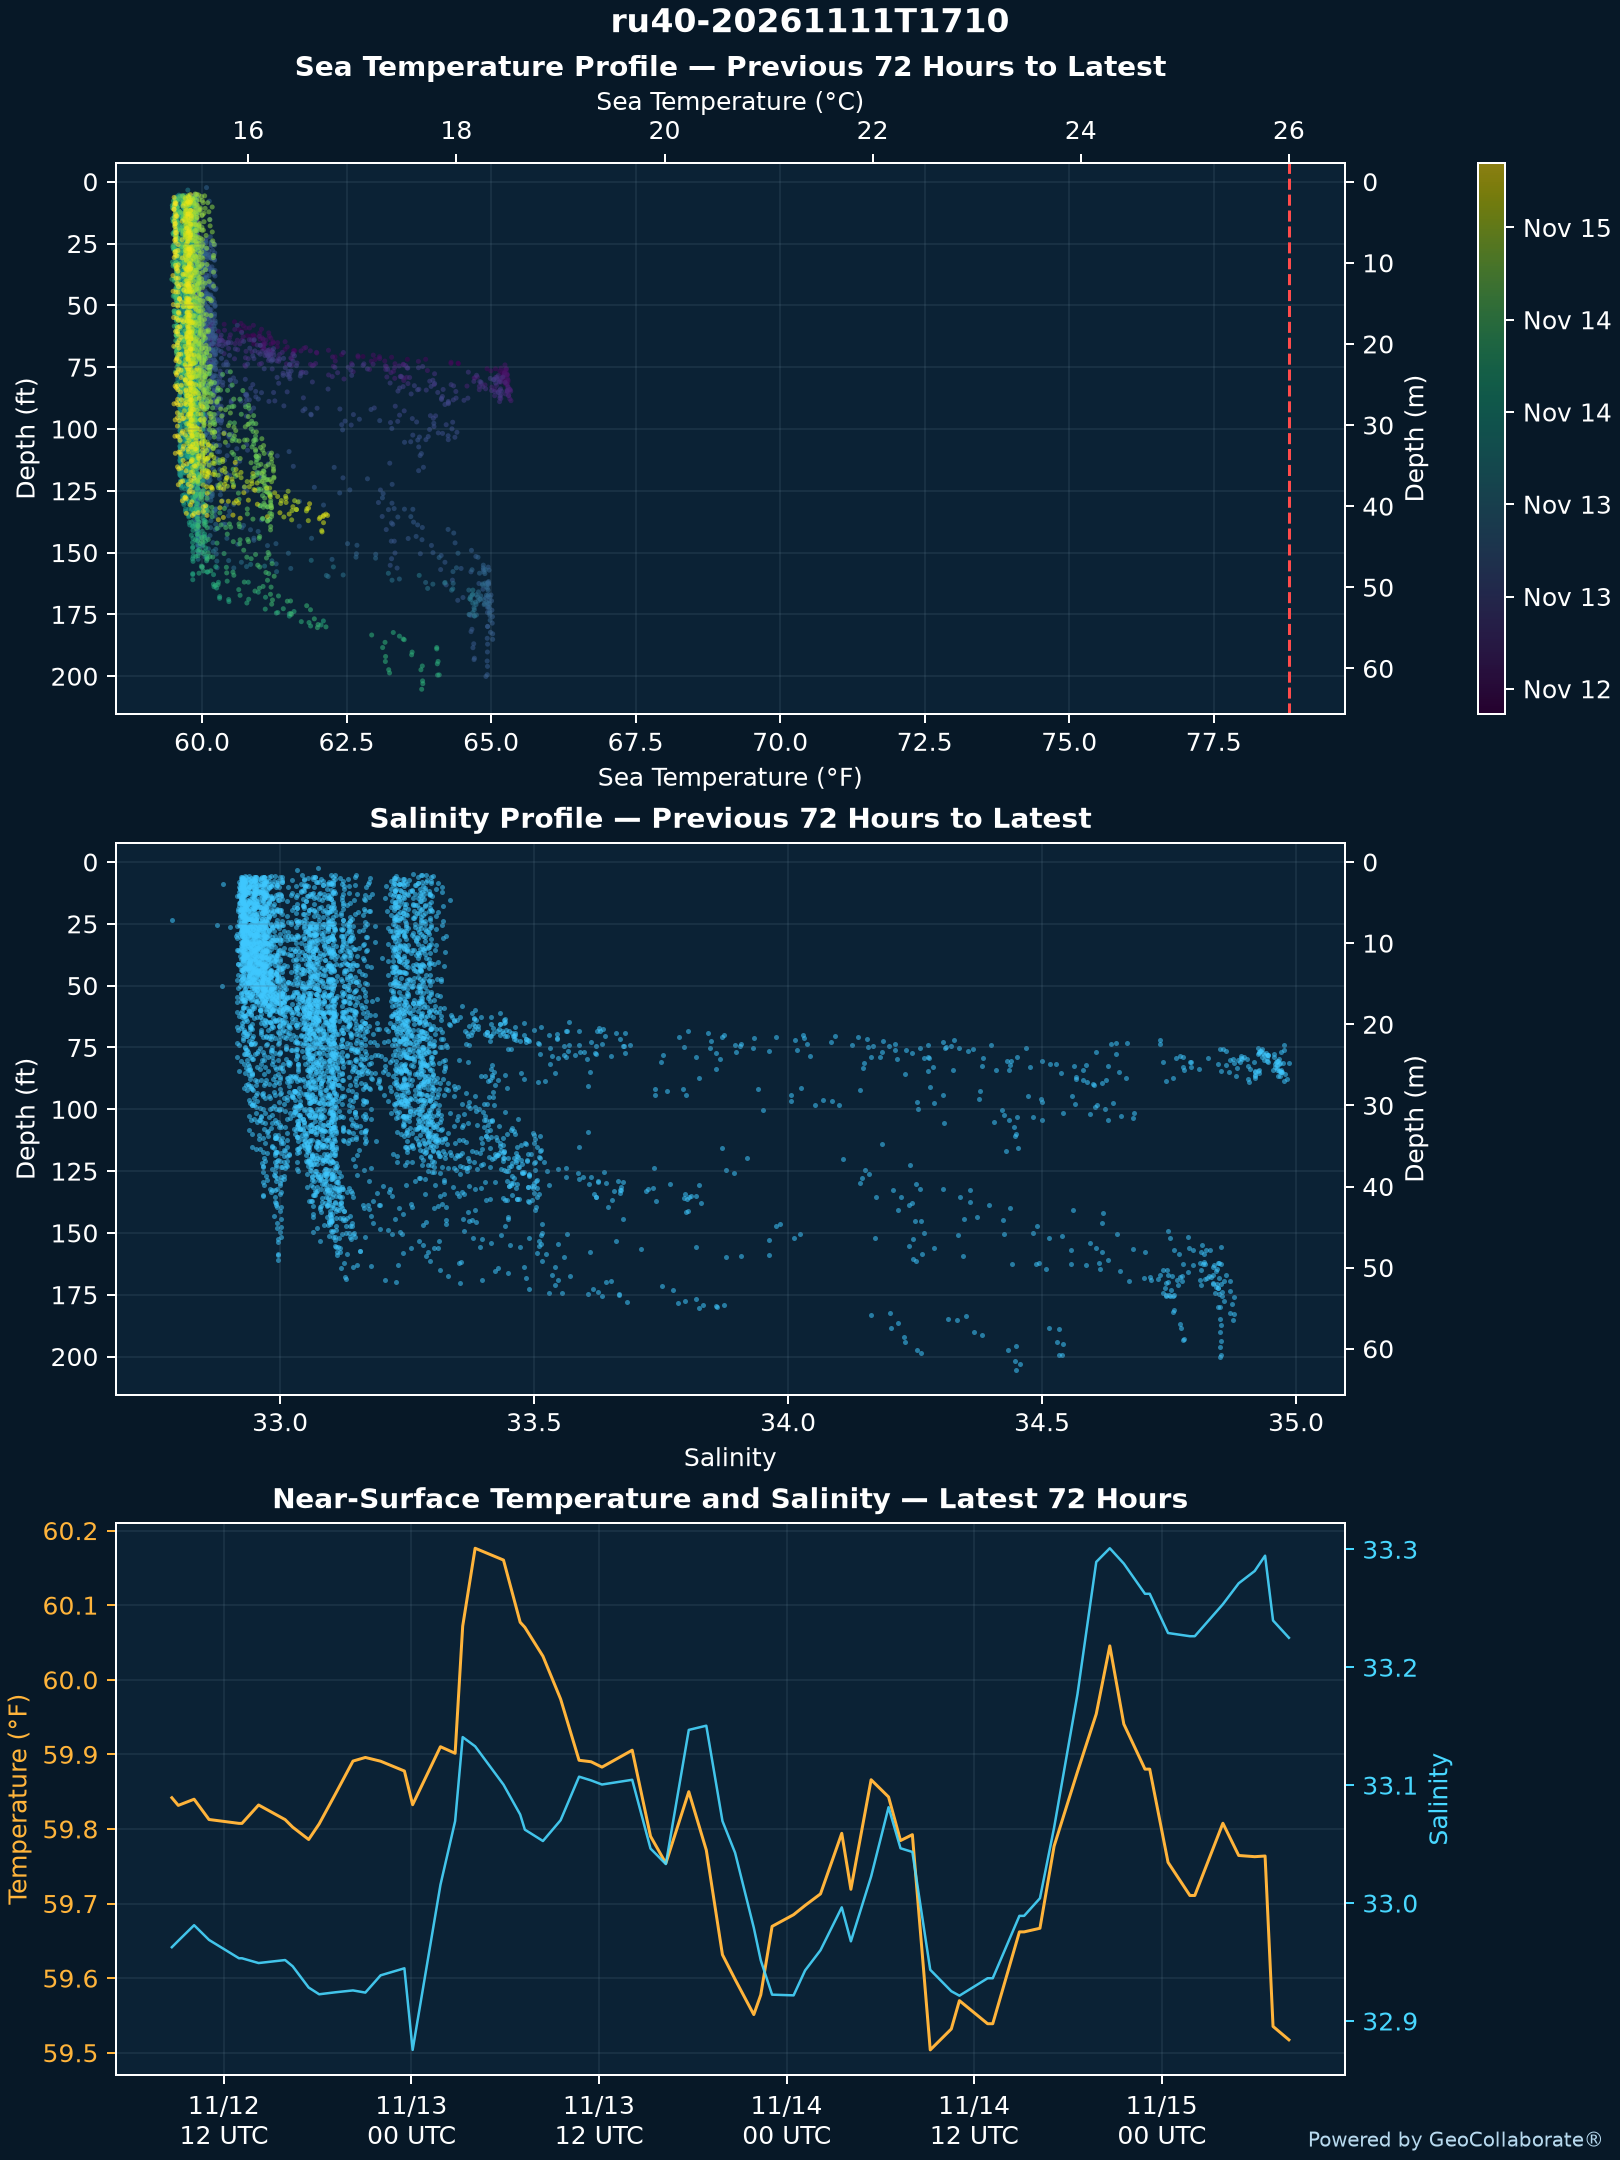 ru40-20261111T1710
Sea Temperature Profile — Previous 72 Hours to Latest
Sea Temperature (°C)
16 18 20 22 24 26
0 25 50 75 100 125 150 175 200
Depth (ft)
0 10 20 30 40 50 60
Depth (m)
60.0 62.5 65.0 67.5 70.0 72.5 75.0 77.5
Sea Temperature (°F)
Nov 15
Nov 14
Nov 14
Nov 13
Nov 13
Nov 12
Salinity Profile — Previous 72 Hours to Latest
0 25 50 75 100 125 150 175 200
Depth (ft)
0 10 20 30 40 50 60
Depth (m)
33.0 33.5 34.0 34.5 35.0
Salinity
Near-Surface Temperature and Salinity — Latest 72 Hours
60.2 60.1 60.0 59.9 59.8 59.7 59.6 59.5
Temperature (°F)
33.3 33.2 33.1 33.0 32.9
Salinity
11/12 11/13 11/13 11/14 11/14 11/15
12 UTC 00 UTC 12 UTC 00 UTC 12 UTC 00 UTC
Powered by GeoCollaborate®